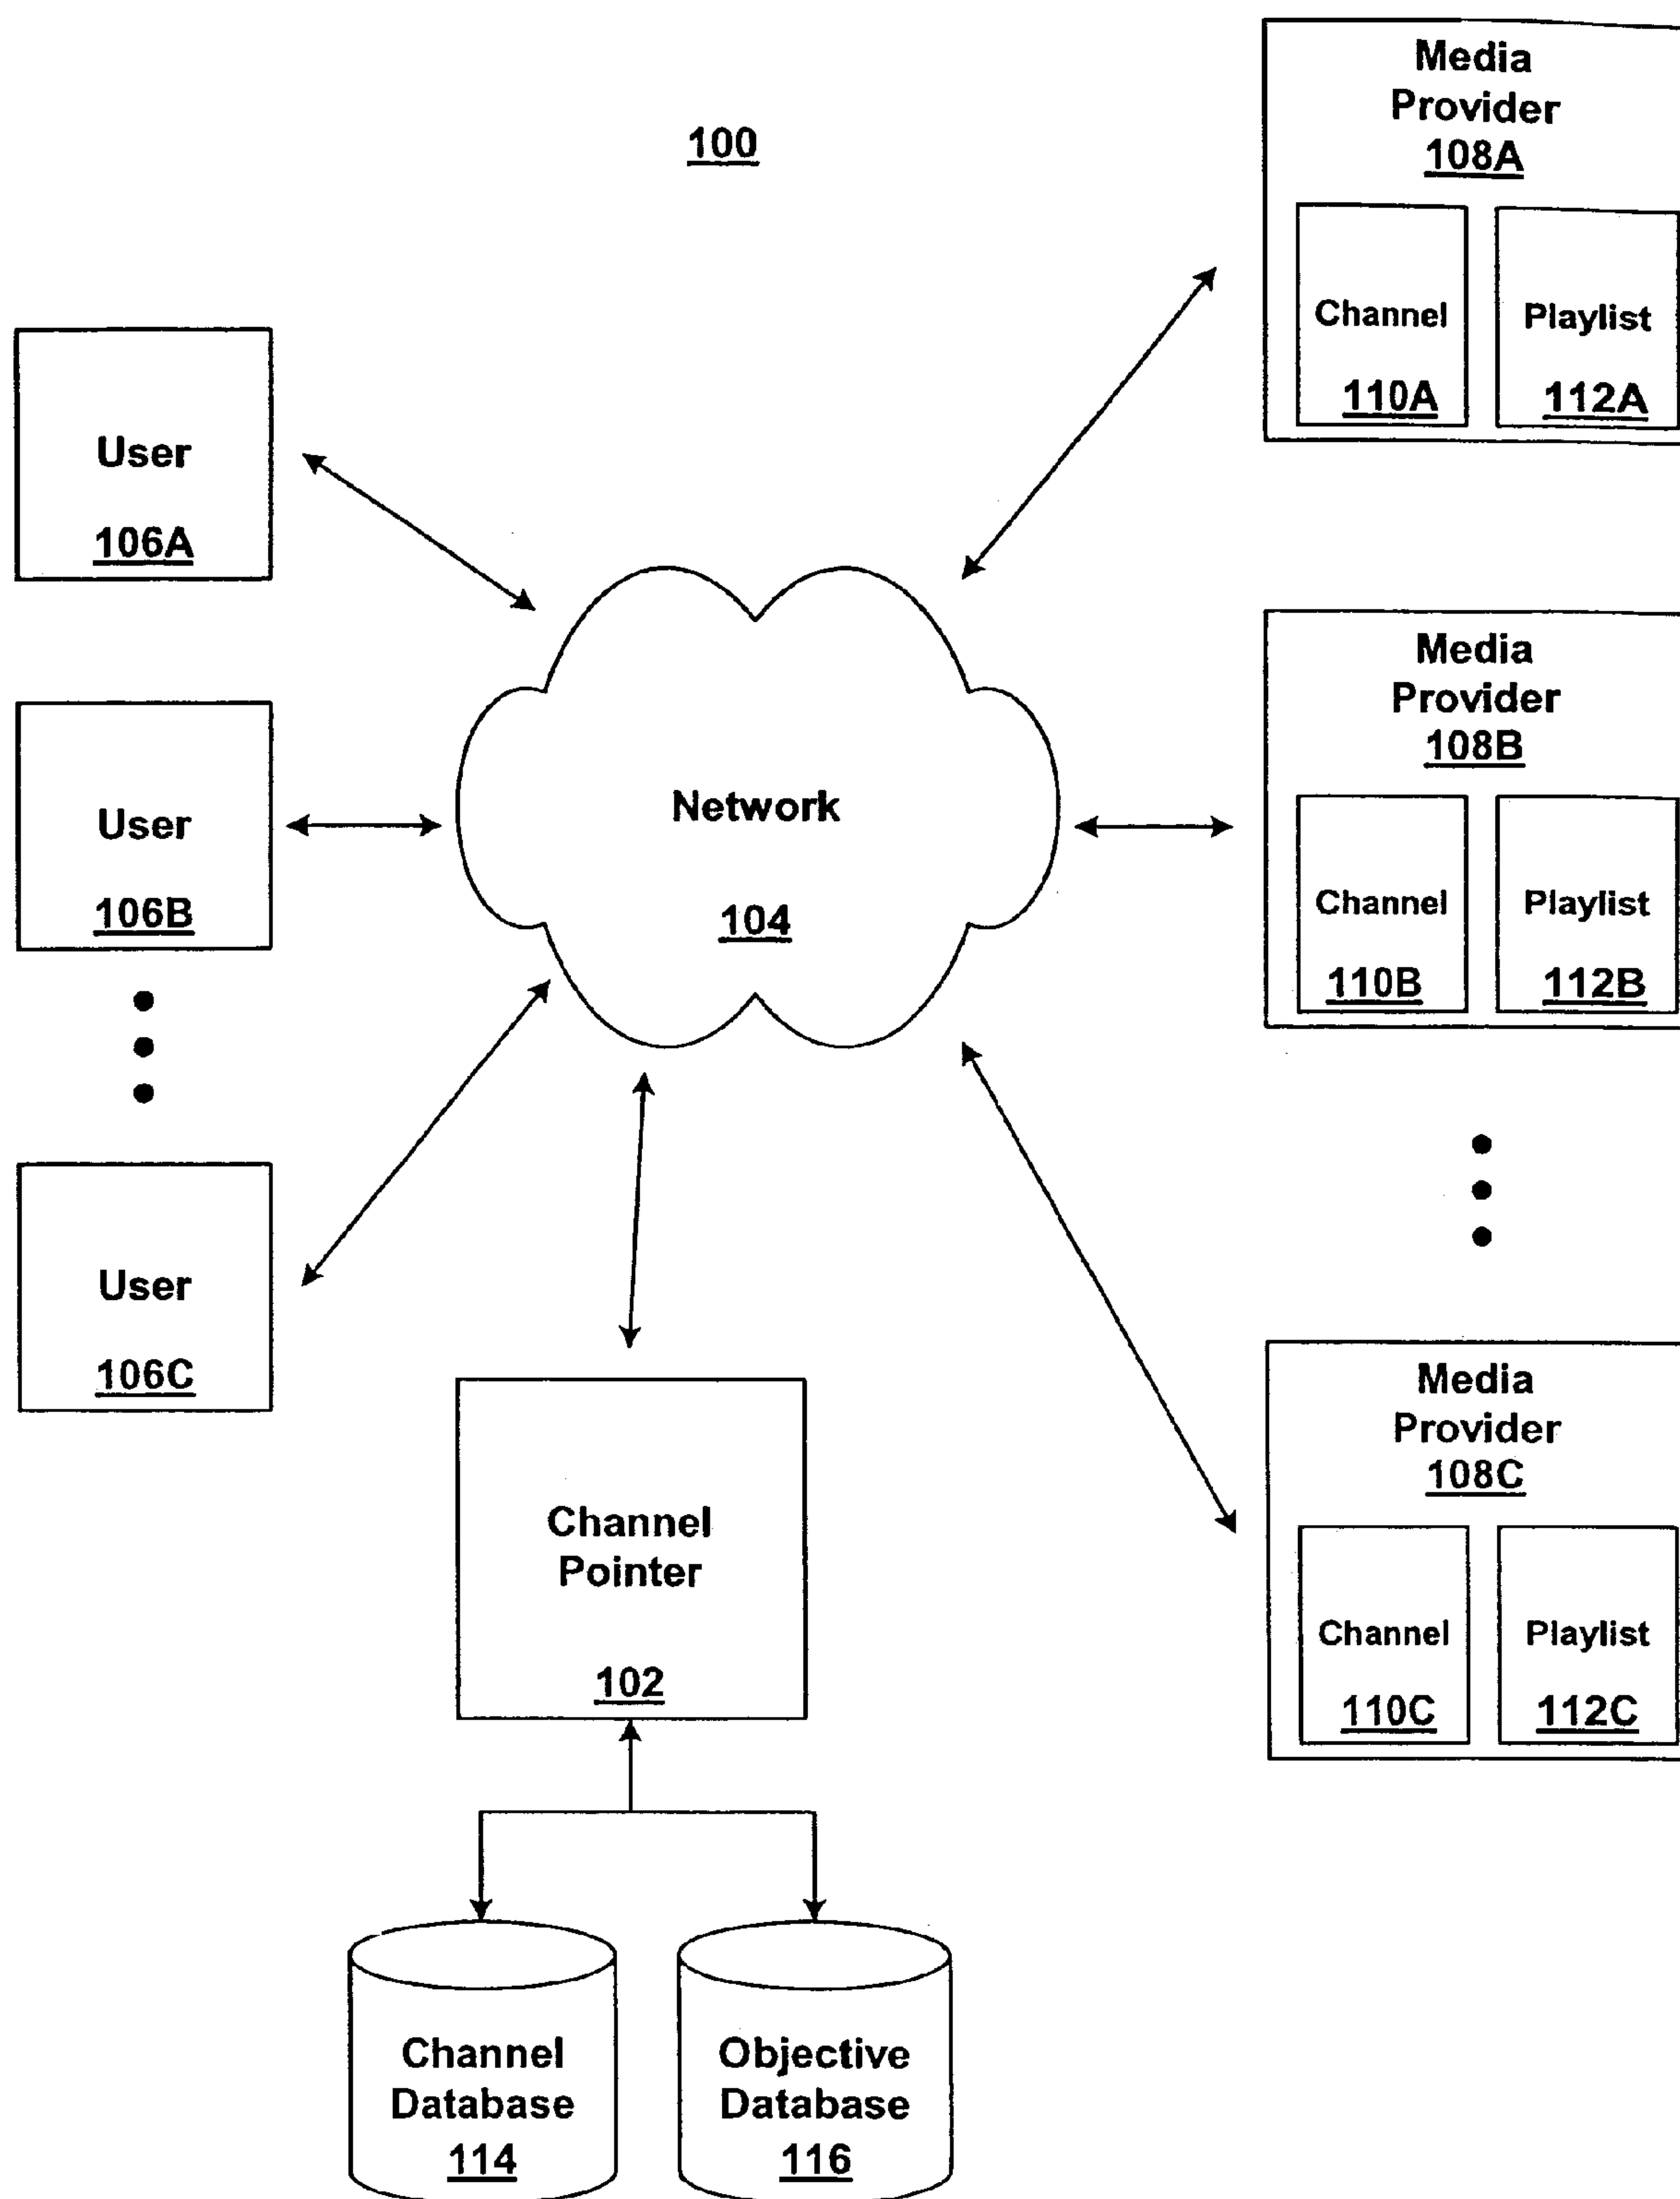 100
Media
Provider
108A
Channel
110A
Playlist
112A
User
106A
Media
Provider
108B
Channel
110B
Playlist
112B
User
106B
Network
104
User
106C
Media
Provider
108C
Channel
110C
Playlist
112C
Channel
Pointer
102
Channel
Database
114
Objective
Database
116